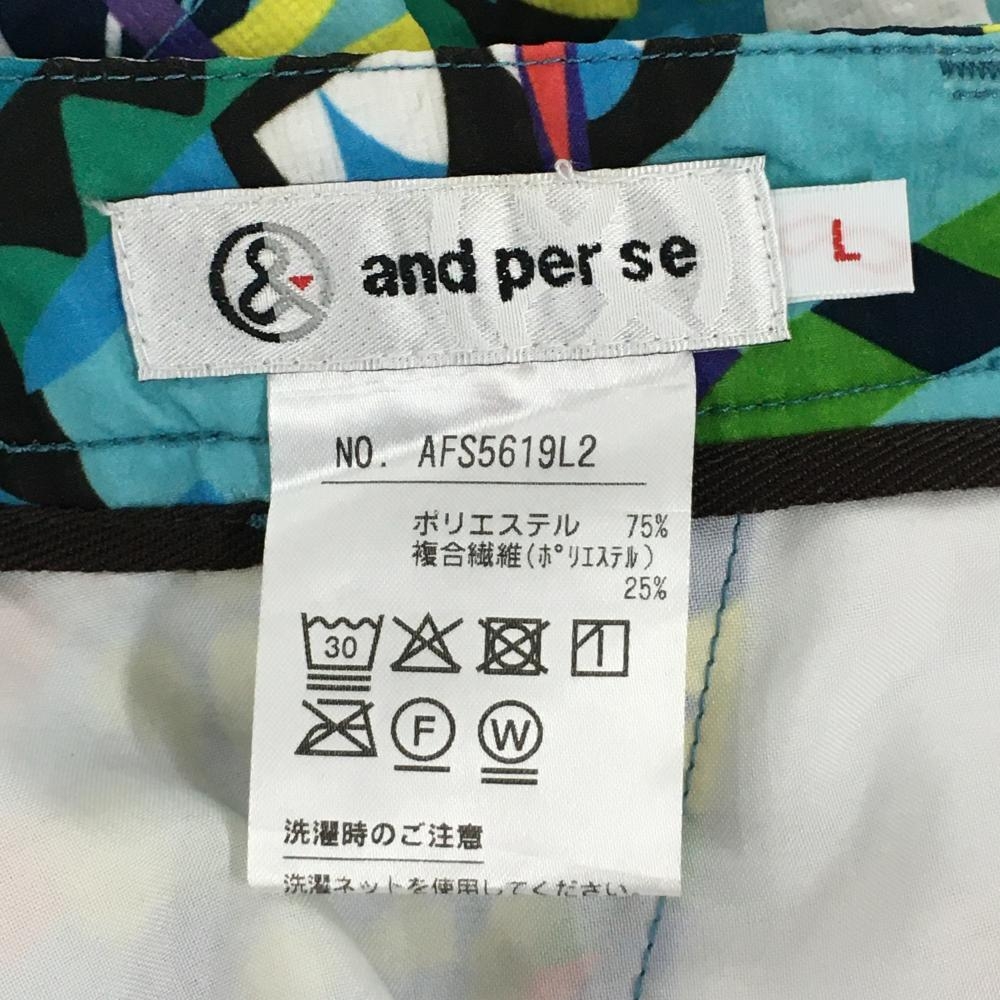 and per se
L
NO. AFS5619L2
ポリエステル 75%
複合繊維(ﾎﾟﾘｴｽﾃﾙ)
25%
30
F
W
洗濯時のご注意
洗濯ネットを使用してください。